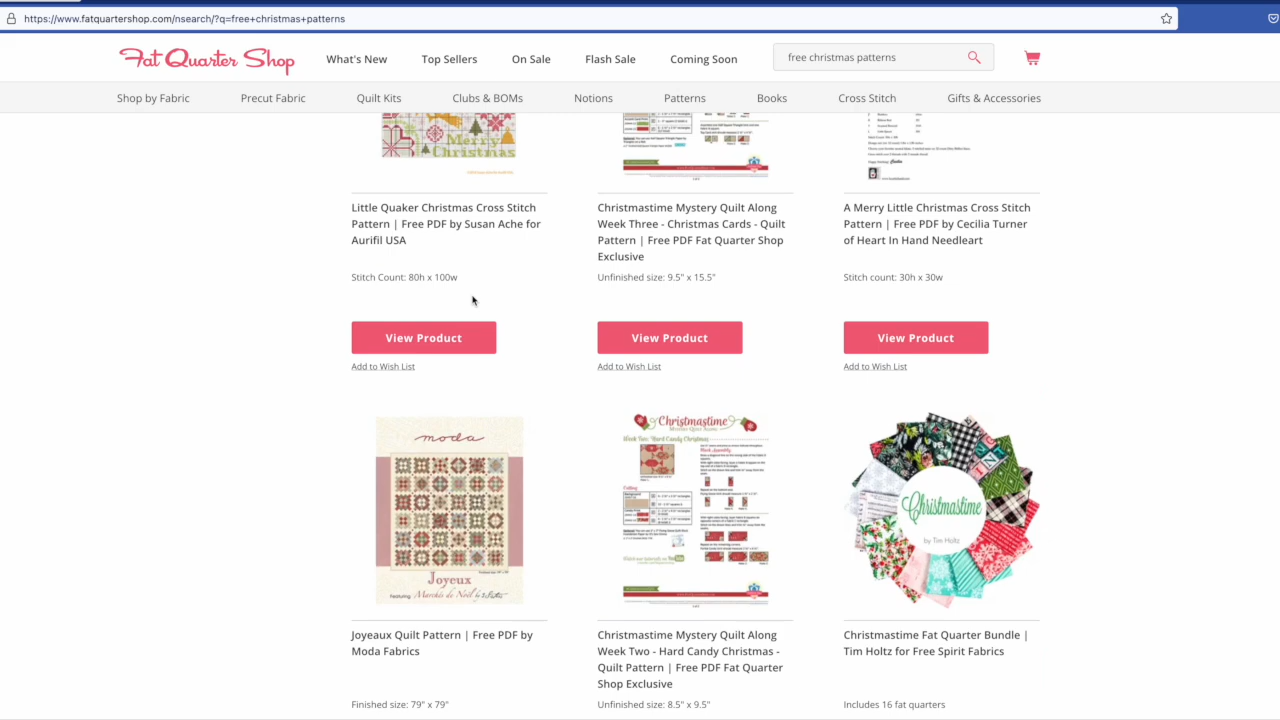 https://www.fatquartershop.com/nsearch/?q=free+christmas+patterns
Fat Quarter Shop
What's New
Top Sellers
On Sale
Flash Sale
Coming Soon
free christmas patterns
Shop by Fabric
Precut Fabric
Quilt Kits
Clubs & BOMs
Notions
Patterns
Books
Cross Stitch
Gifts & Accessories
Little Quaker Christmas Cross Stitch
Pattern | Free PDF by Susan Ache for
Aurifil USA
Stitch Count: 80h x 100w
View Product
Add to Wish List
Christmastime Mystery Quilt Along
Week Three - Christmas Cards - Quilt
Pattern | Free PDF Fat Quarter Shop
Exclusive
Unfinished size: 9.5" x 15.5"
View Product
Add to Wish List
A Merry Little Christmas Cross Stitch
Pattern | Free PDF by Cecilia Turner
of Heart In Hand Needleart
Stitch count: 30h x 30w
View Product
Add to Wish List
moda
Joyeux
Joyeaux Quilt Pattern | Free PDF by
Moda Fabrics
Finished size: 79" x 79"
Christmastime
Mystery Quilt Along
Week Two: Hard Candy Christmas
Christmastime Mystery Quilt Along
Week Two - Hard Candy Christmas -
Quilt Pattern | Free PDF Fat Quarter
Shop Exclusive
Unfinished size: 8.5" x 9.5"
Christmastime
by Tim Holtz
Christmastime Fat Quarter Bundle |
Tim Holtz for Free Spirit Fabrics
Includes 16 fat quarters